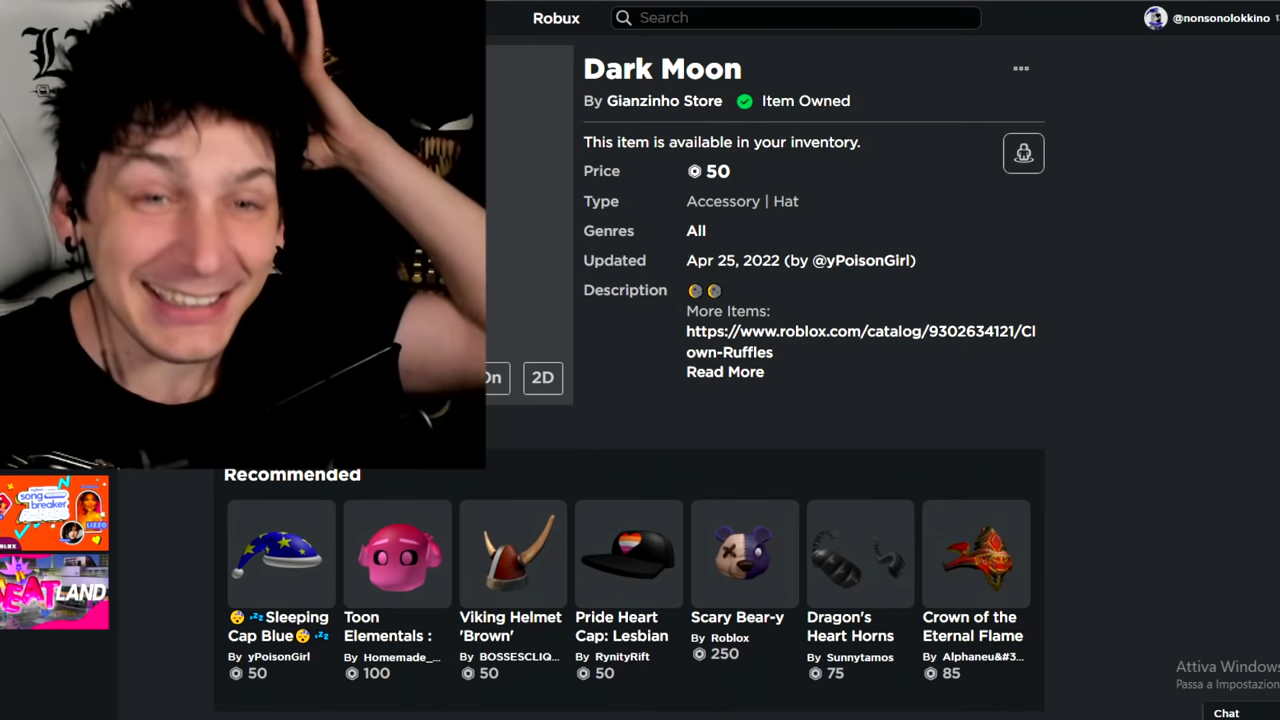 Robux
Search
@nonsonolokkino
Dark Moon
By Gianzinho Store Item Owned
This item is available in your inventory.
Price 50
Type Accessory | Hat
Genres All
Updated Apr 25, 2022 (by @yPoisonGirl)
Description 🌘🌘
More Items:
https://www.roblox.com/catalog/9302634121/Cl
own-Ruffles
Read More
On
2D
Recommended
song
breaker
LIZZO
BLOX
EATLAND
😴💤Sleeping
Cap Blue😴💤
By yPoisonGirl
50
Toon
Elementals :
By Homemade_...
100
Viking Helmet
'Brown'
By BOSSESCLIQ...
50
Pride Heart
Cap: Lesbian
By RynityRift
50
Scary Bear-y
By Roblox
250
Dragon's
Heart Horns
By Sunnytamos
75
Crown of the
Eternal Flame
By Alphaneu&#3...
85
Attiva Windows
Passa a Impostazion
Chat